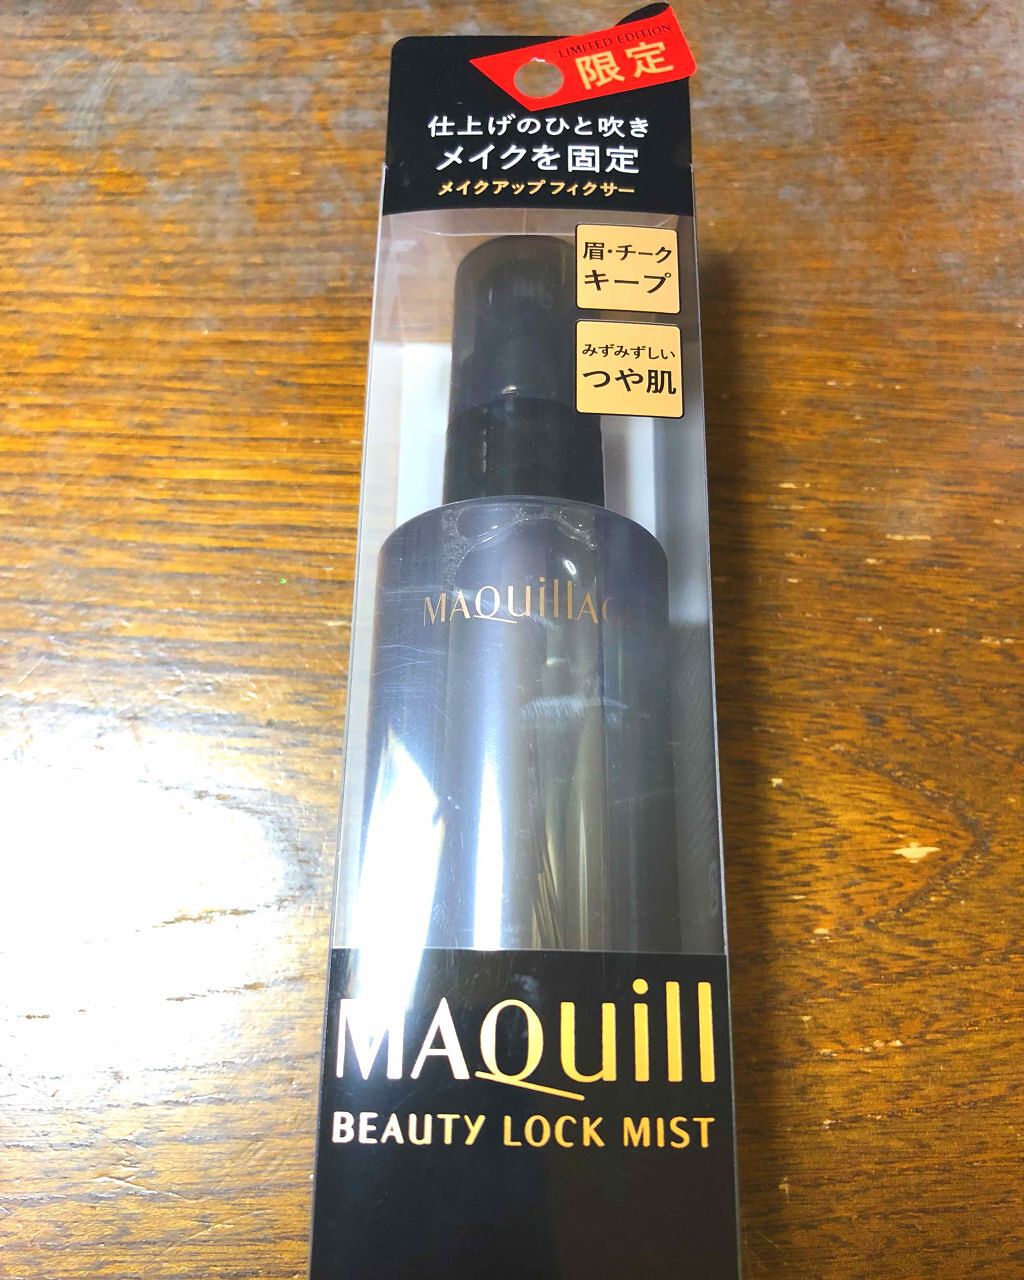 LIMITED EDITION
限定
仕上げのひと吹き
メイクを固定
メイクアップフィクサー
眉・チーク
キープ
みずみずしい
つや肌
MAQuillAGE
MAQuill
BEAUTY LOCK MIST